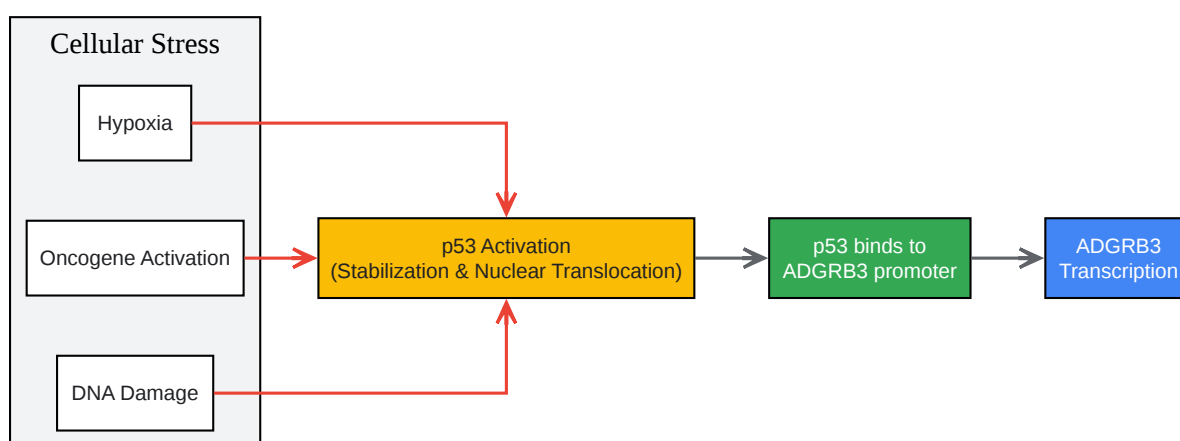 Cellular Stress
Hypoxia
Oncogene Activation
DNA Damage
p53 Activation
(Stabilization & Nuclear Translocation)
p53 binds to
ADGRB3 promoter
ADGRB3
Transcription